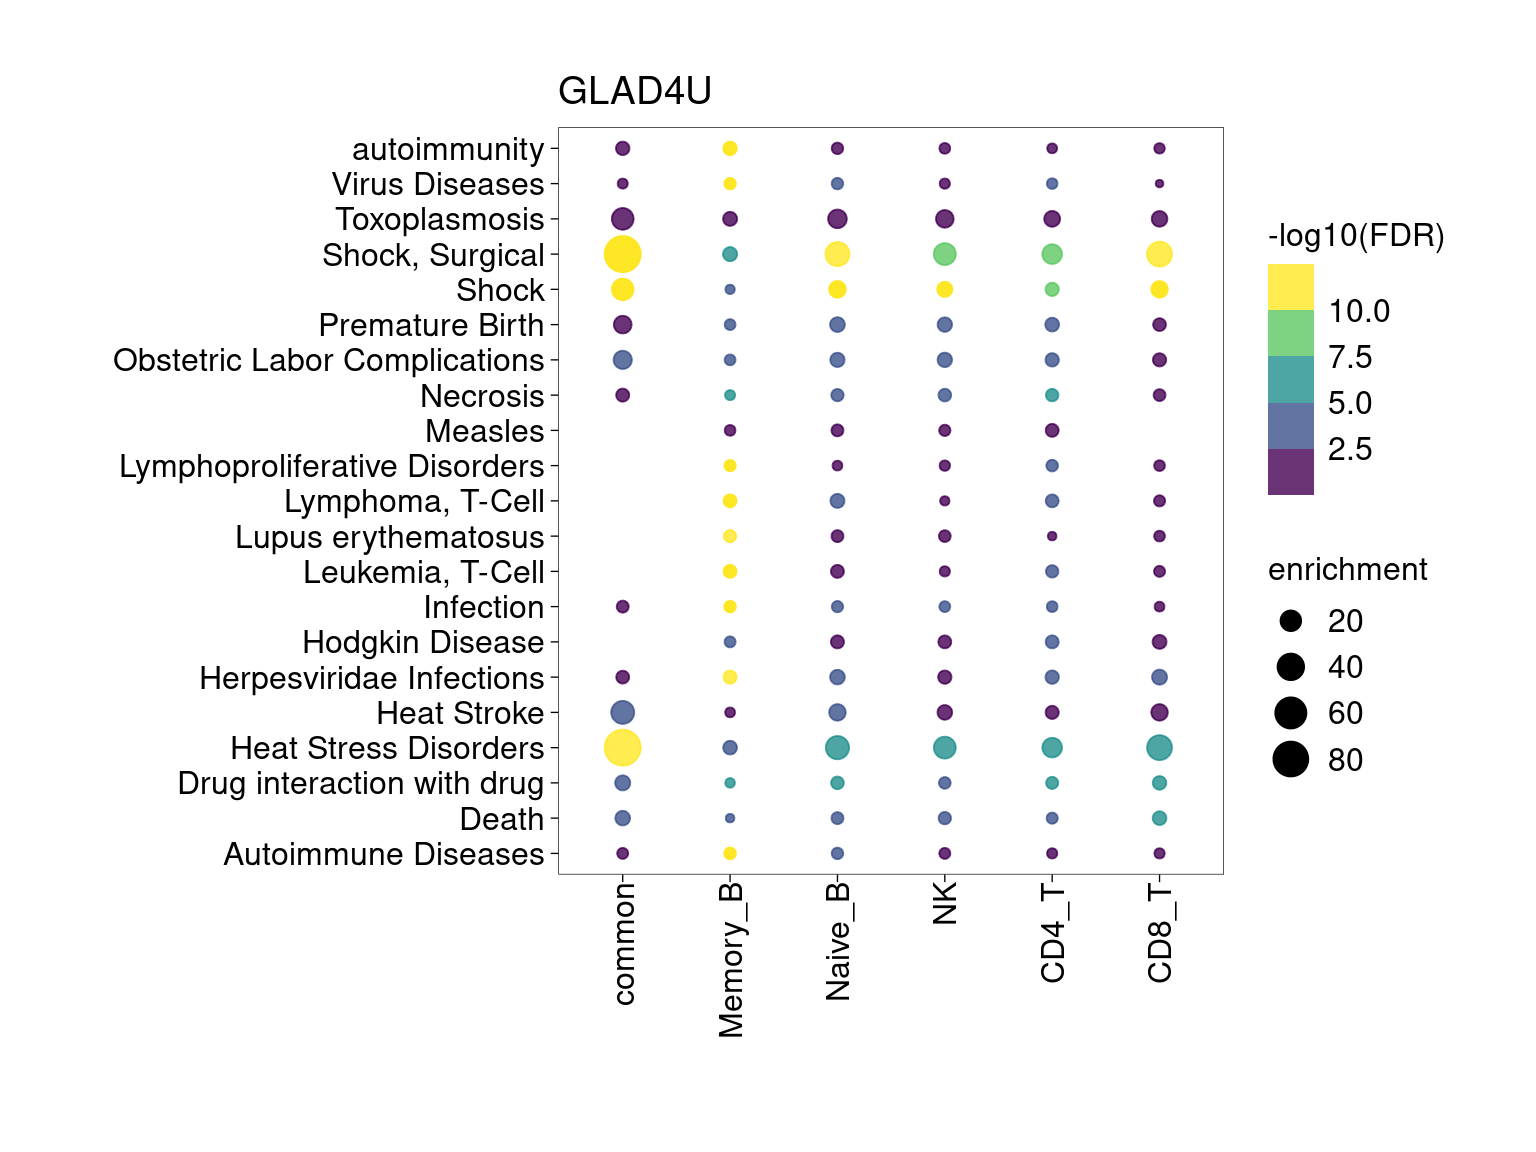 GLAD4U
autoimmunity
Virus Diseases
Toxoplasmosis
Shock, Surgical
Shock
Premature Birth
Obstetric Labor Complications
Necrosis
Measles
Lymphoproliferative Disorders
Lymphoma, T-Cell
Lupus erythematosus
Leukemia, T-Cell
Infection
Hodgkin Disease
Herpesviridae Infections
Heat Stroke
Heat Stress Disorders
Drug interaction with drug
Death
Autoimmune Diseases
common
Memory_B
Naive_B
NK
CD4_T
CD8_T
-log10(FDR)
10.0
7.5
5.0
2.5
enrichment
20
40
60
80